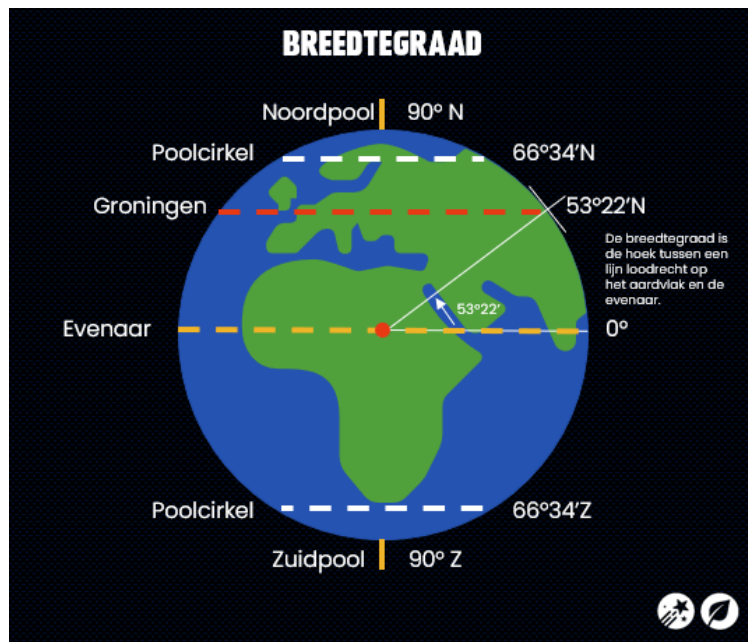 BREEDTEGRAAD
Noordpool 90° N
Poolcirkel 66°34'N
Groningen 53°22'N
De breedtegraad is
de hoek tussen een
lijn loodrecht op
het aardvlak en de
evenaar.
53°22'
Evenaar 0°
Poolcirkel 66°34'Z
Zuidpool 90° Z